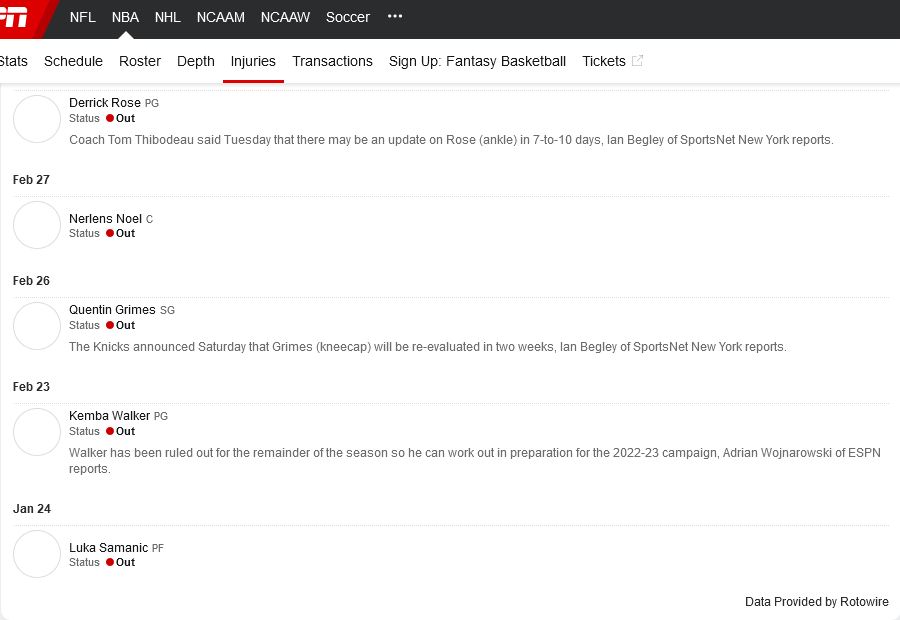 NFL NBA NHL NCAAM NCAAW Soccer •••
Stats Schedule Roster Depth Injuries Transactions Sign Up: Fantasy Basketball Tickets
Derrick Rose PG
Status Out
Coach Tom Thibodeau said Tuesday that there may be an update on Rose (ankle) in 7-to-10 days, Ian Begley of SportsNet New York reports.
Feb 27
Nerlens Noel C
Status Out
Feb 26
Quentin Grimes SG
Status Out
The Knicks announced Saturday that Grimes (kneecap) will be re-evaluated in two weeks, Ian Begley of SportsNet New York reports.
Feb 23
Kemba Walker PG
Status Out
Walker has been ruled out for the remainder of the season so he can work out in preparation for the 2022-23 campaign, Adrian Wojnarowski of ESPN
reports.
Jan 24
Luka Samanic PF
Status Out
Data Provided by Rotowire